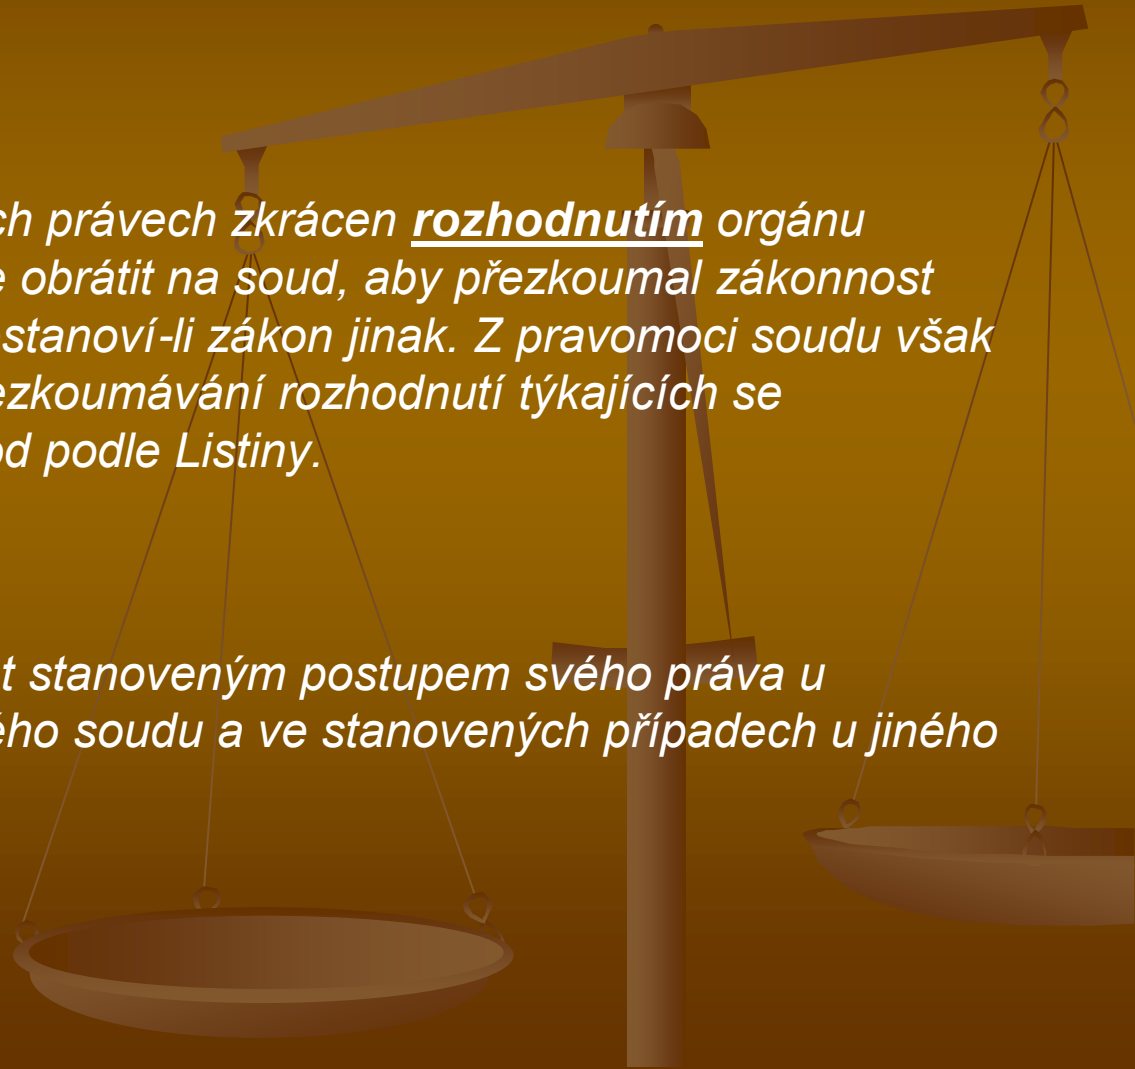 ch právech zkrácen rozhodnutím orgánu
e obrátit na soud, aby přezkoumal zákonnost
stanoví-li zákon jinak. Z pravomoci soudu však
ezkoumávání rozhodnutí týkajících se
od podle Listiny.
t stanoveným postupem svého práva u
ého soudu a ve stanovených případech u jiného